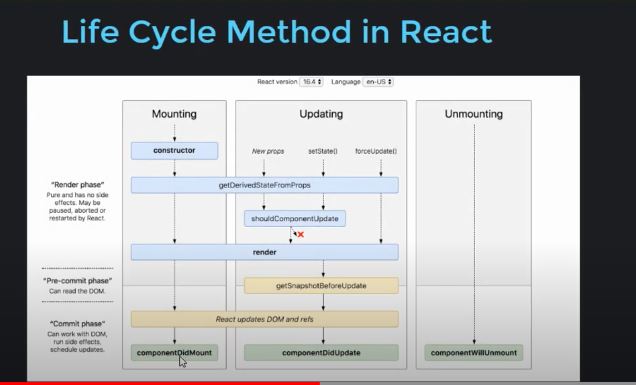 Life Cycle Method in React
React version 16.4 Language en-US
Mounting
Updating
Unmounting
constructor
New props
setState()
forceUpdate()
"Render phase"
Pure and has no side
effects. May be
paused, aborted or
restarted by React.
getDerivedStateFromProps
shouldComponentUpdate
render
"Pre-commit phase"
Can read the DOM.
getSnapshotBeforeUpdate
"Commit phase"
Can work with DOM,
run side effects,
schedule updates.
React updates DOM and refs
componentDidMount
componentDidUpdate
componentWillUnmount